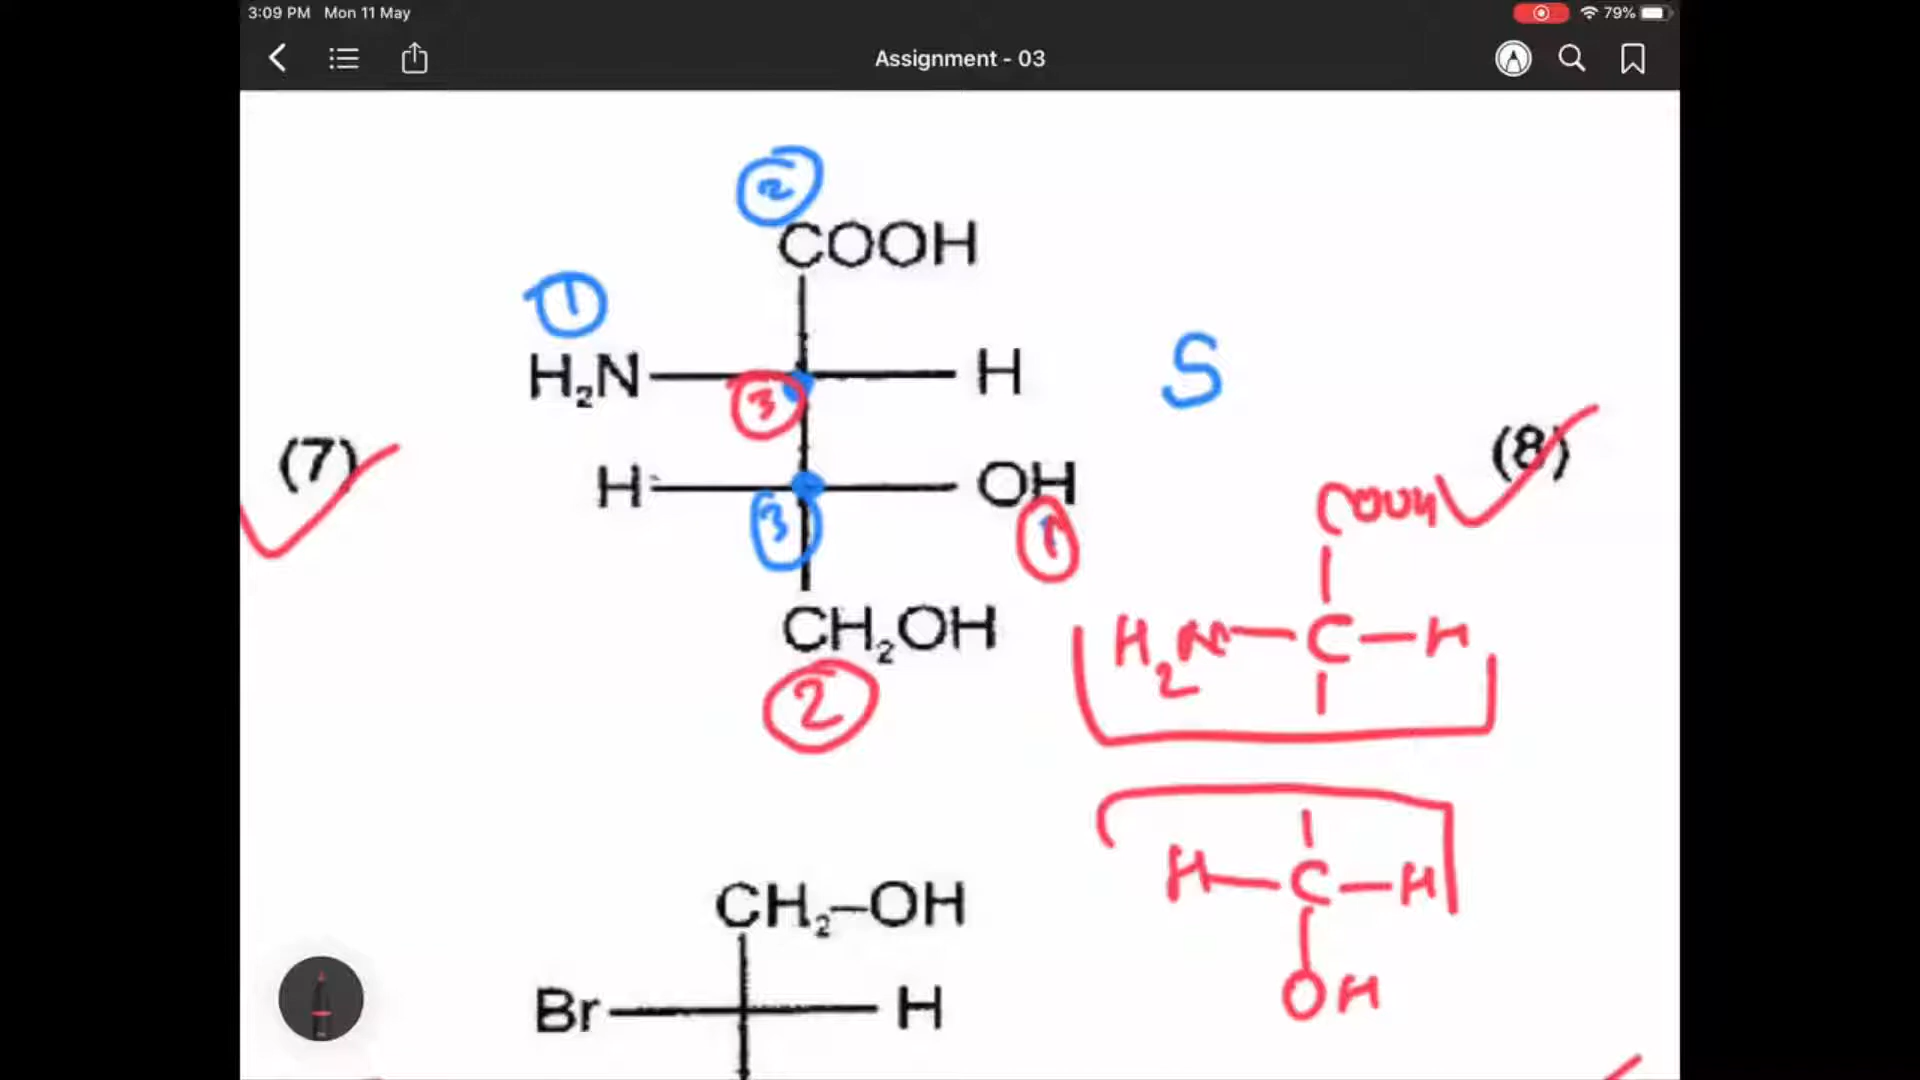 3:09 PM Mon 11 May
79%
Assignment - 03
2
COOH
1
H₂N
H
S
3
(7)
(8)
H
OH
3
1
COOH
CH₂OH
2
H₂N—C—H
CH₂—OH
H—C—H
OH
Br
H